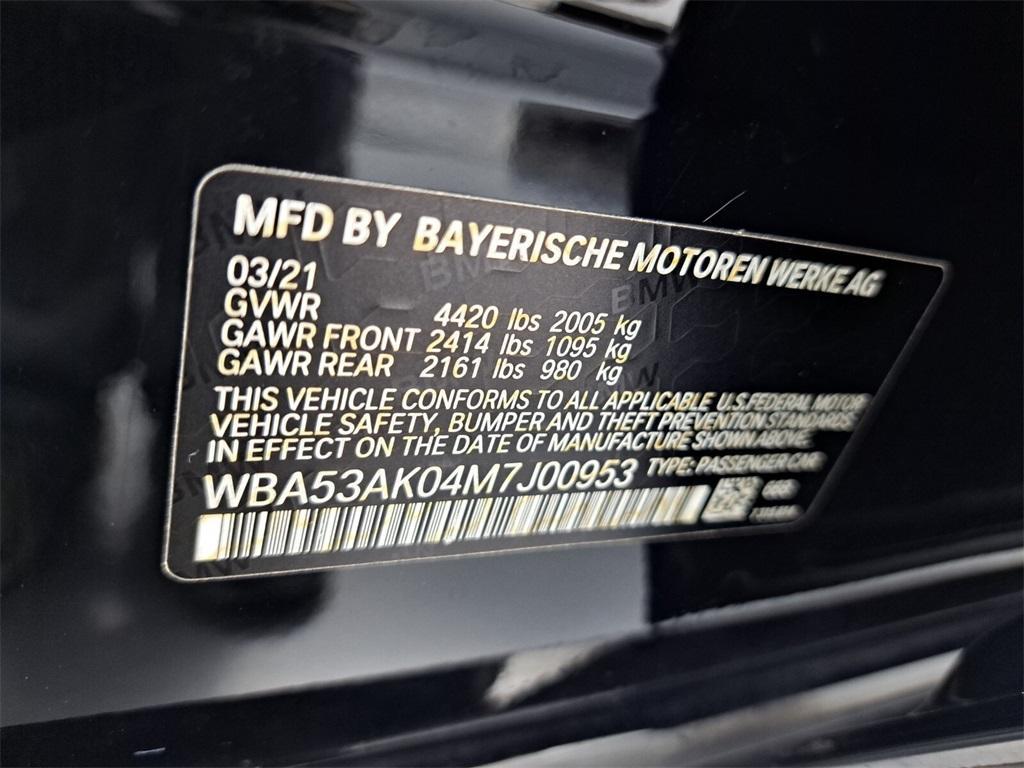 MFD BY BAYERISCHE MOTOREN WERKE AG
03/21
GVWR 4420 lbs 2005 kg
GAWR FRONT 2414 lbs 1095 kg
GAWR REAR 2161 lbs 980 kg
THIS VEHICLE CONFORMS TO ALL APPLICABLE U.S. FEDERAL MOTOR
VEHICLE SAFETY, BUMPER AND THEFT PREVENTION STANDARDS
IN EFFECT ON THE DATE OF MANUFACTURE SHOWN ABOVE.
WBA53AK04M7J00953 TYPE: PASSENGER CAR